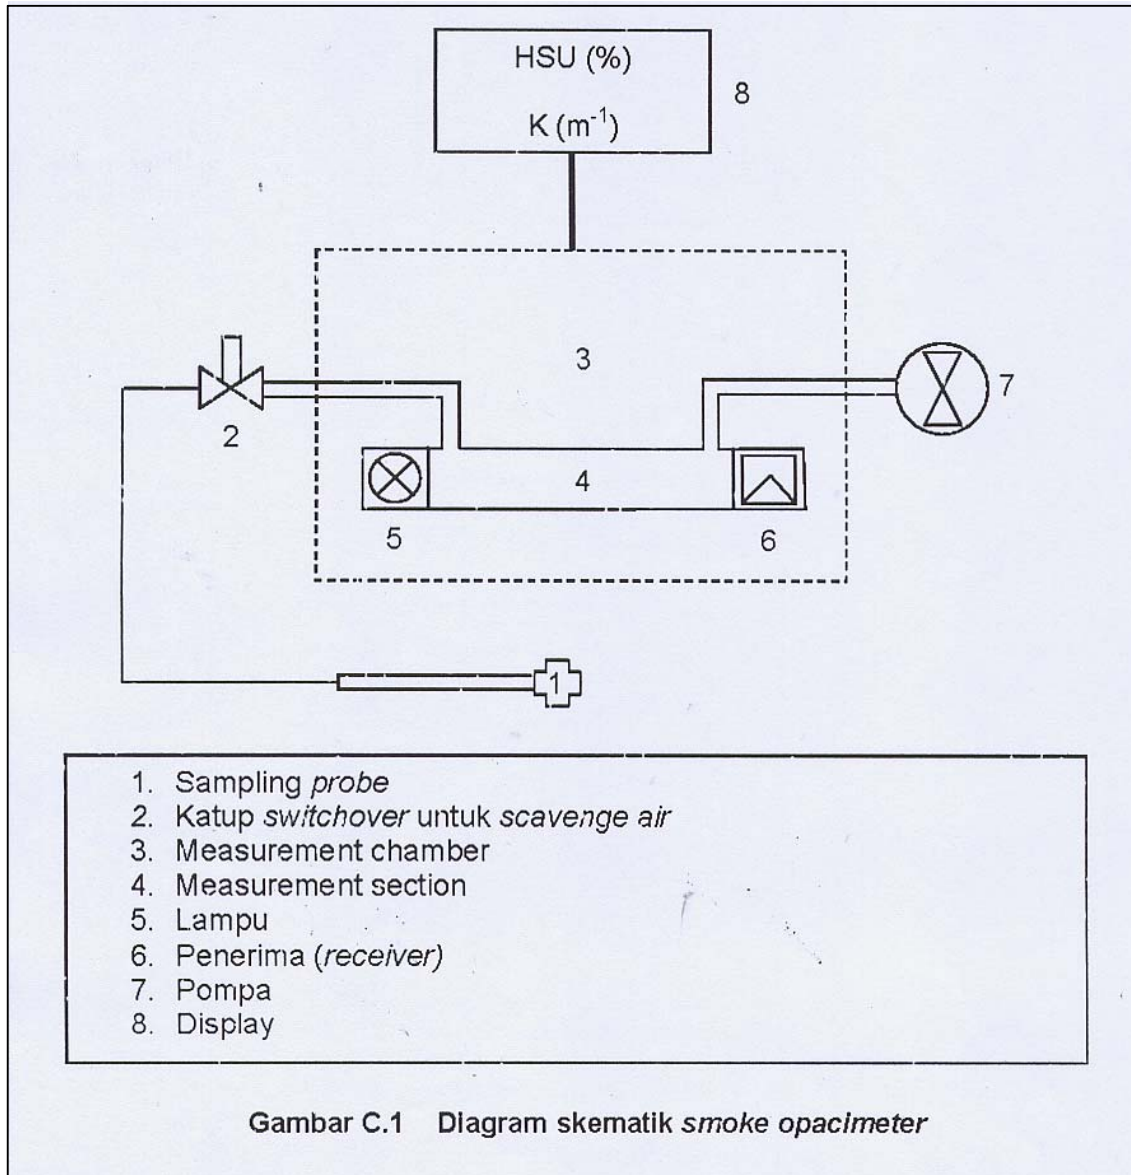 HSU (%)
K (m⁻¹)
8
3
2
7
4
5
6
1
1. Sampling probe
2. Katup switchover untuk scavenge air
3. Measurement chamber
4. Measurement section
5. Lampu
6. Penerima (receiver)
7. Pompa
8. Display
Gambar C.1 Diagram skematik smoke opacimeter